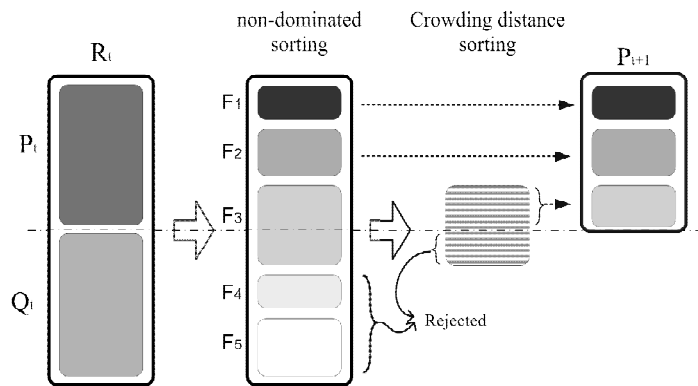 non-dominated
sorting
Crowding distance
sorting
Rt
Pt+1
F1
Pt
F2
F3
F4
Qt
Rejected
F5